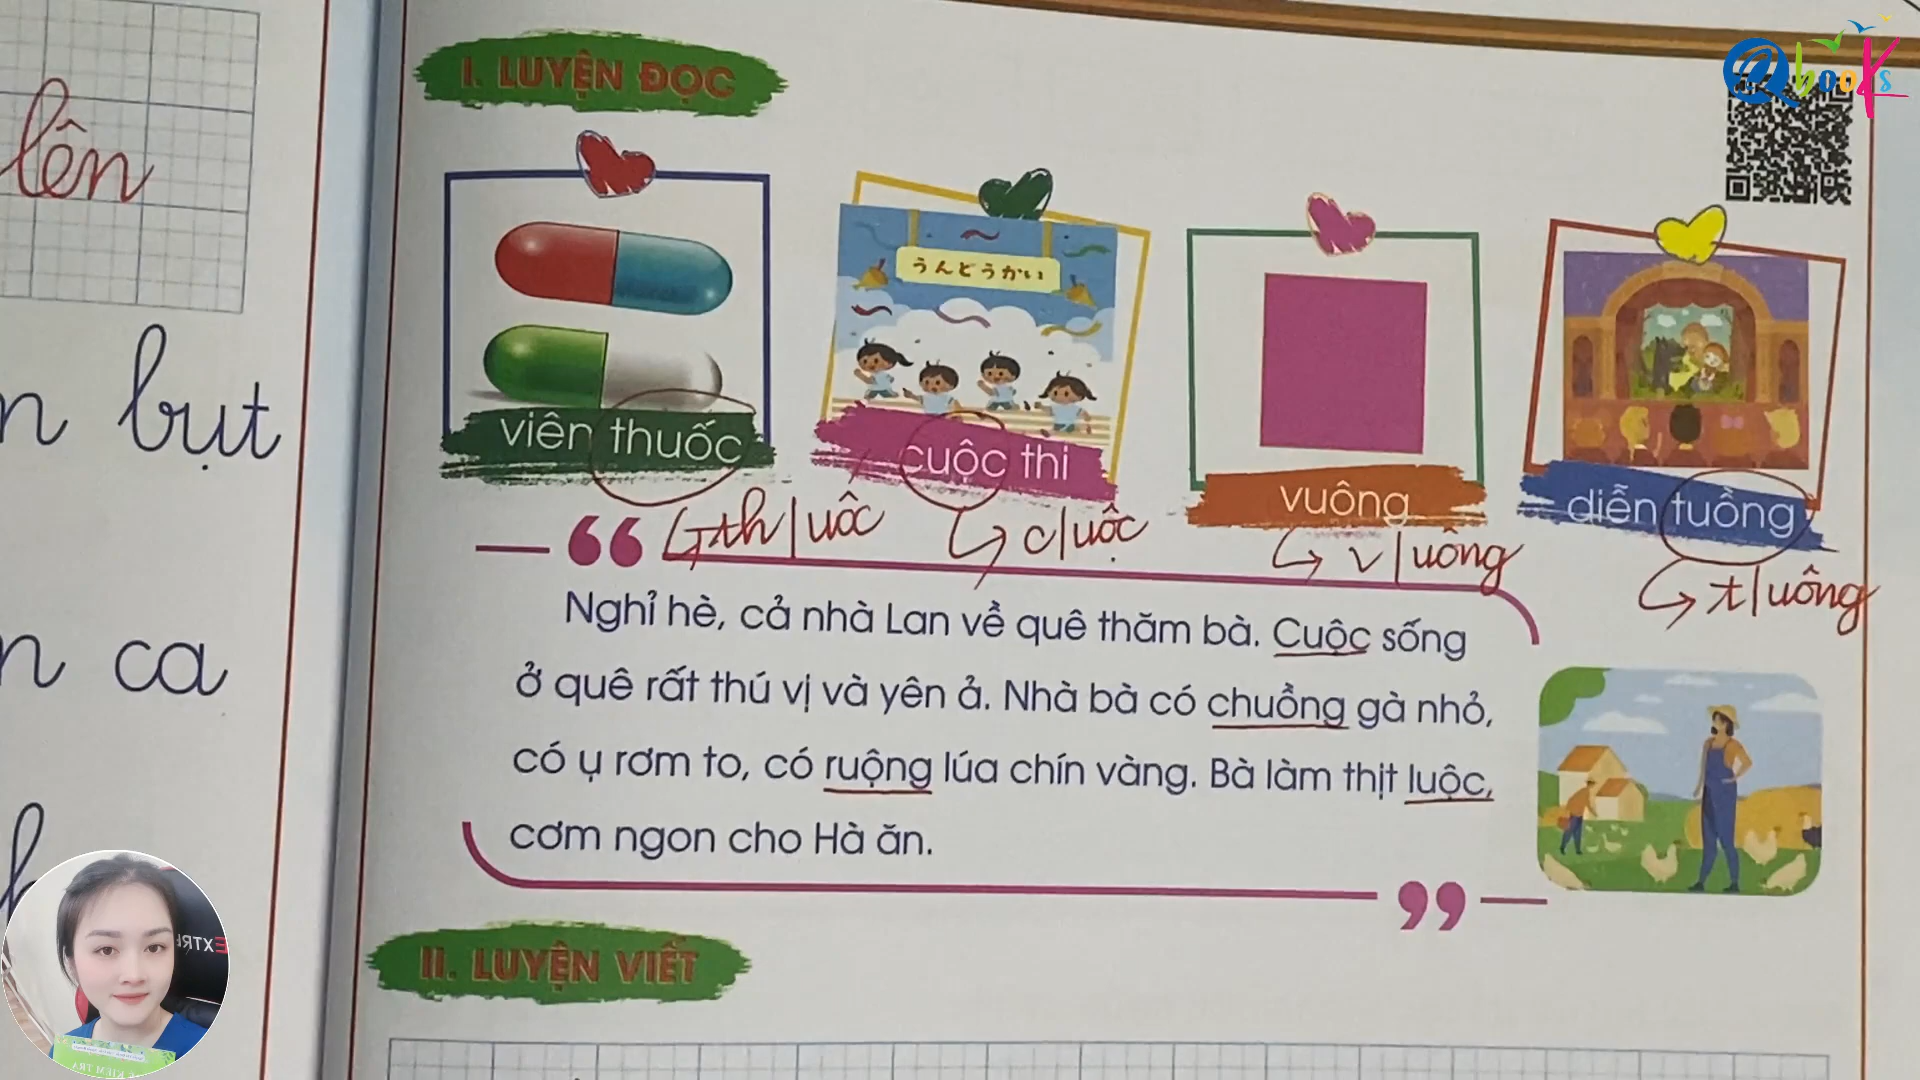 Qbooks
I. LUYỆN ĐỌC
lên
うんどうかい
viên thuốc
cuộc thi
vuông
diễn tuồng
th | uốc
c | uộc
v | uông
t | uông
n bụt
Nghỉ hè, cả nhà Lan về quê thăm bà. Cuộc sống
ở quê rất thú vị và yên ả. Nhà bà có chuồng gà nhỏ,
có ụ rơm to, có ruộng lúa chín vàng. Bà làm thịt luộc,
cơm ngon cho Hà ăn.
n ca
h
II. LUYỆN VIẾT